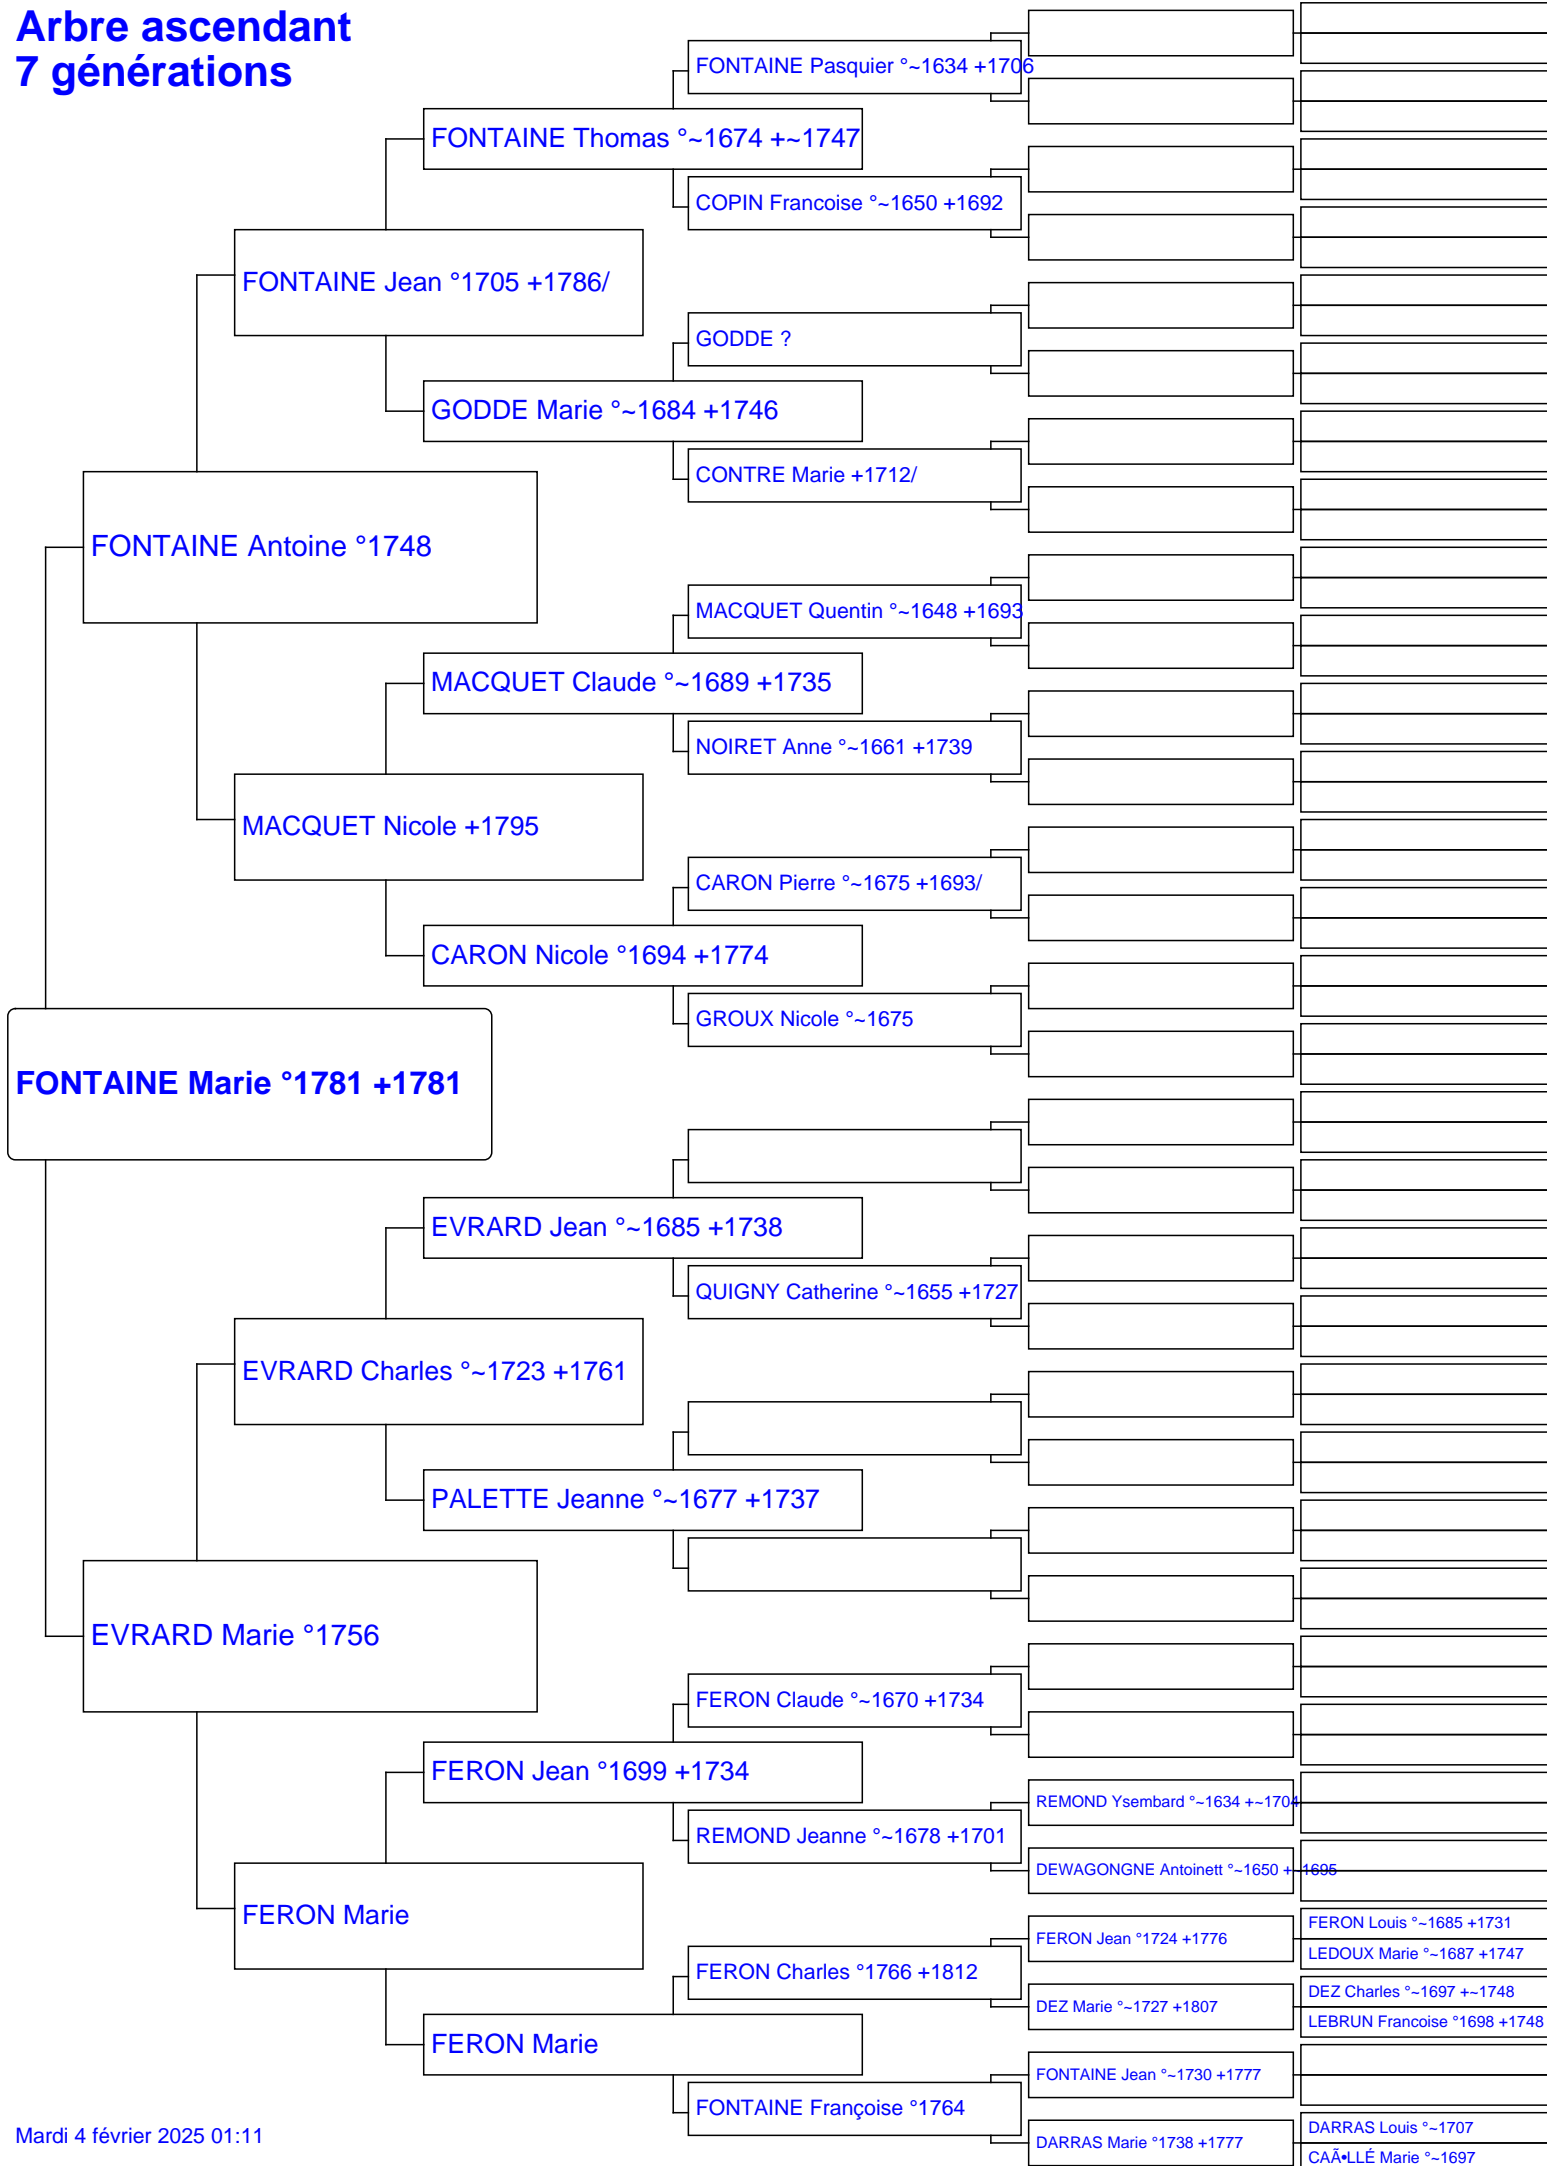 Arbre ascendant
7 générations
FONTAINE Pasquier °~1634 +1706
FONTAINE Thomas °~1674 +~1747
COPIN Francoise °~1650 +1692
FONTAINE Jean °1705 +1786/
GODDE ?
GODDE Marie °~1684 +1746
CONTRE Marie +1712/
FONTAINE Antoine °1748
MACQUET Quentin °~1648 +1693
MACQUET Claude °~1689 +1735
NOIRET Anne °~1661 +1739
MACQUET Nicole +1795
CARON Pierre °~1675 +1693/
CARON Nicole °1694 +1774
GROUX Nicole °~1675
FONTAINE Marie °1781 +1781
EVRARD Jean °~1685 +1738
QUIGNY Catherine °~1655 +1727
EVRARD Charles °~1723 +1761
PALETTE Jeanne °~1677 +1737
EVRARD Marie °1756
FERON Claude °~1670 +1734
FERON Jean °1699 +1734
REMOND Ysembard °~1634 +~1704
REMOND Jeanne °~1678 +1701
DEWAGONGNE Antoinett °~1650 +~1695
FERON Marie
FERON Louis °~1685 +1731
FERON Jean °1724 +1776
LEDOUX Marie °~1687 +1747
FERON Charles °1766 +1812
DEZ Charles °~1697 +~1748
DEZ Marie °~1727 +1807
LEBRUN Francoise °1698 +1748
FERON Marie
FONTAINE Jean °~1730 +1777
FONTAINE Françoise °1764
DARRAS Louis °~1707
DARRAS Marie °1738 +1777
CAÃ•LLÉ Marie °~1697
Mardi 4 février 2025 01:11